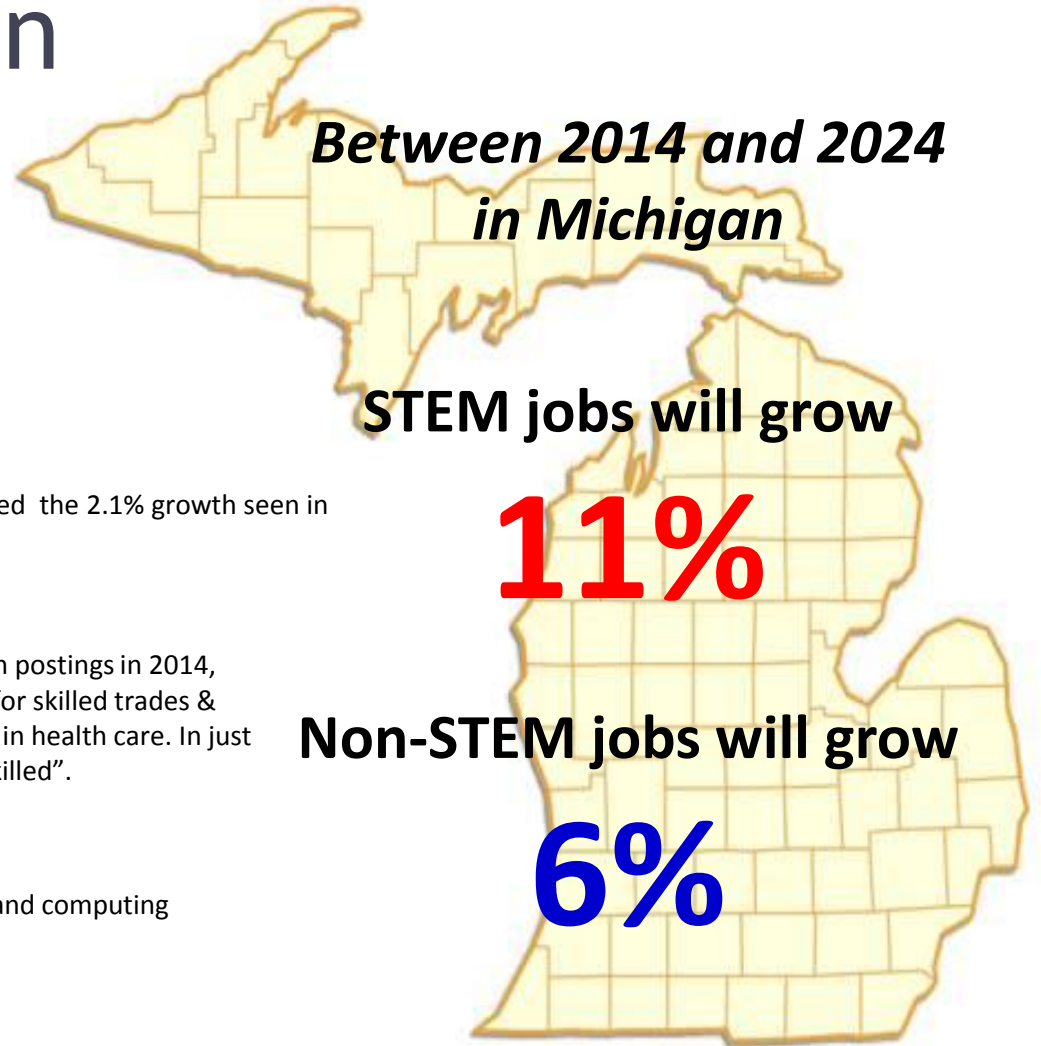 n
Between 2014 and 2024
in Michigan
STEM jobs will grow
11%
ed the 2.1% growth seen in
n postings in 2014,
or skilled trades &
in health care. In just
illed”.
Non-STEM jobs will grow
6%
and computing